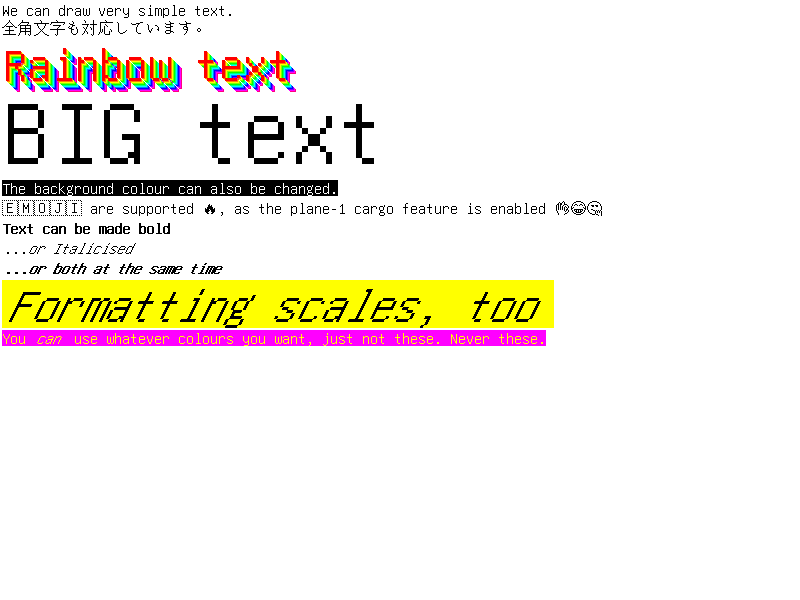 We can draw very simple text.
全角文字も対応しています。
Rainbow text
BIG text
The background colour can also be changed.
🄴🄼🄾🄹🄸 are supported 🔥, as the plane-1 cargo feature is enabled 👌😂🤔
Text can be made bold
...or Italicised
...or both at the same time
Formatting scales, too
You can use whatever colours you want, just not these. Never these.